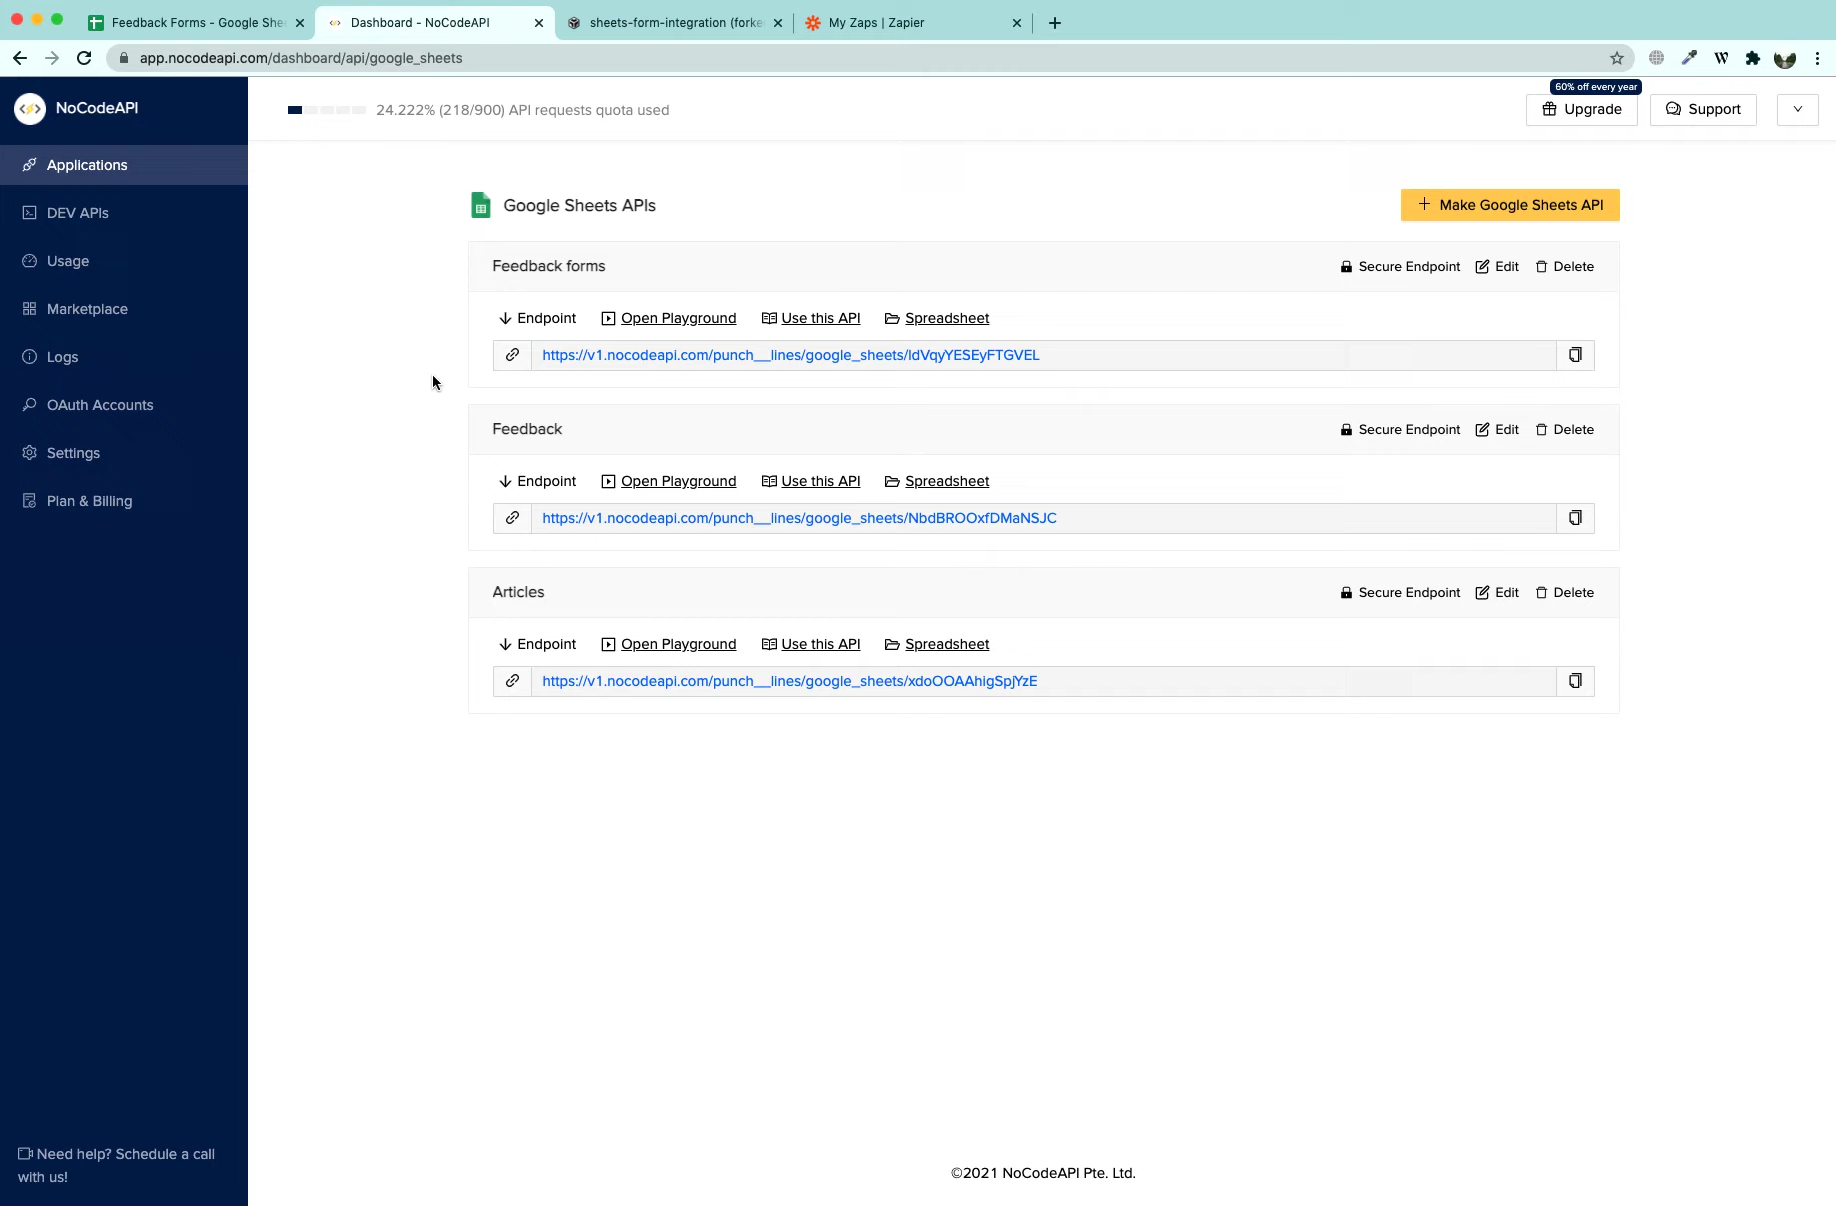 Feedback Forms - Google She
Dashboard - NoCodeAPI
sheets-form-integration (forke
My Zaps | Zapier
app.nocodeapi.com/dashboard/api/google_sheets
W
NoCodeAPI
24.222% (218/900) API requests quota used
60% off every year
Upgrade
Support
Applications
DEV APIs
Usage
Marketplace
Logs
OAuth Accounts
Settings
Plan & Billing
Google Sheets APIs
+ Make Google Sheets API
Feedback forms
Secure Endpoint Edit Delete
Endpoint Open Playground Use this API Spreadsheet
https://v1.nocodeapi.com/punch__lines/google_sheets/ldVqyYESEyFTGVEL
Feedback
Secure Endpoint Edit Delete
Endpoint Open Playground Use this API Spreadsheet
https://v1.nocodeapi.com/punch__lines/google_sheets/NbdBROOxfDMaNSJC
Articles
Secure Endpoint Edit Delete
Endpoint Open Playground Use this API Spreadsheet
https://v1.nocodeapi.com/punch__lines/google_sheets/xdoOOAAhigSpjYzE
Need help? Schedule a call
with us!
©2021 NoCodeAPI Pte. Ltd.